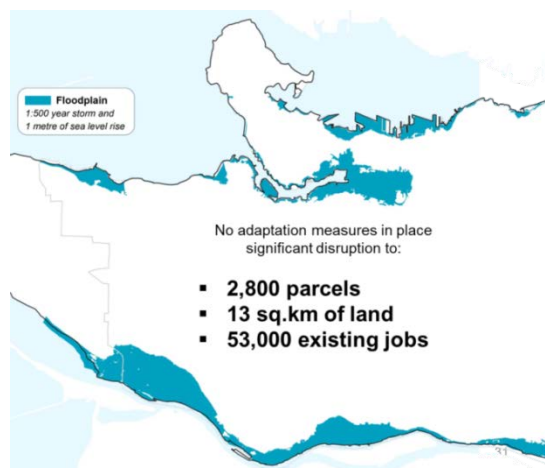 Floodplain
1:500 year storm and
1 metre of sea level rise
No adaptation measures in place
significant disruption to:
▪ 2,800 parcels
▪ 13 sq.km of land
▪ 53,000 existing jobs
31